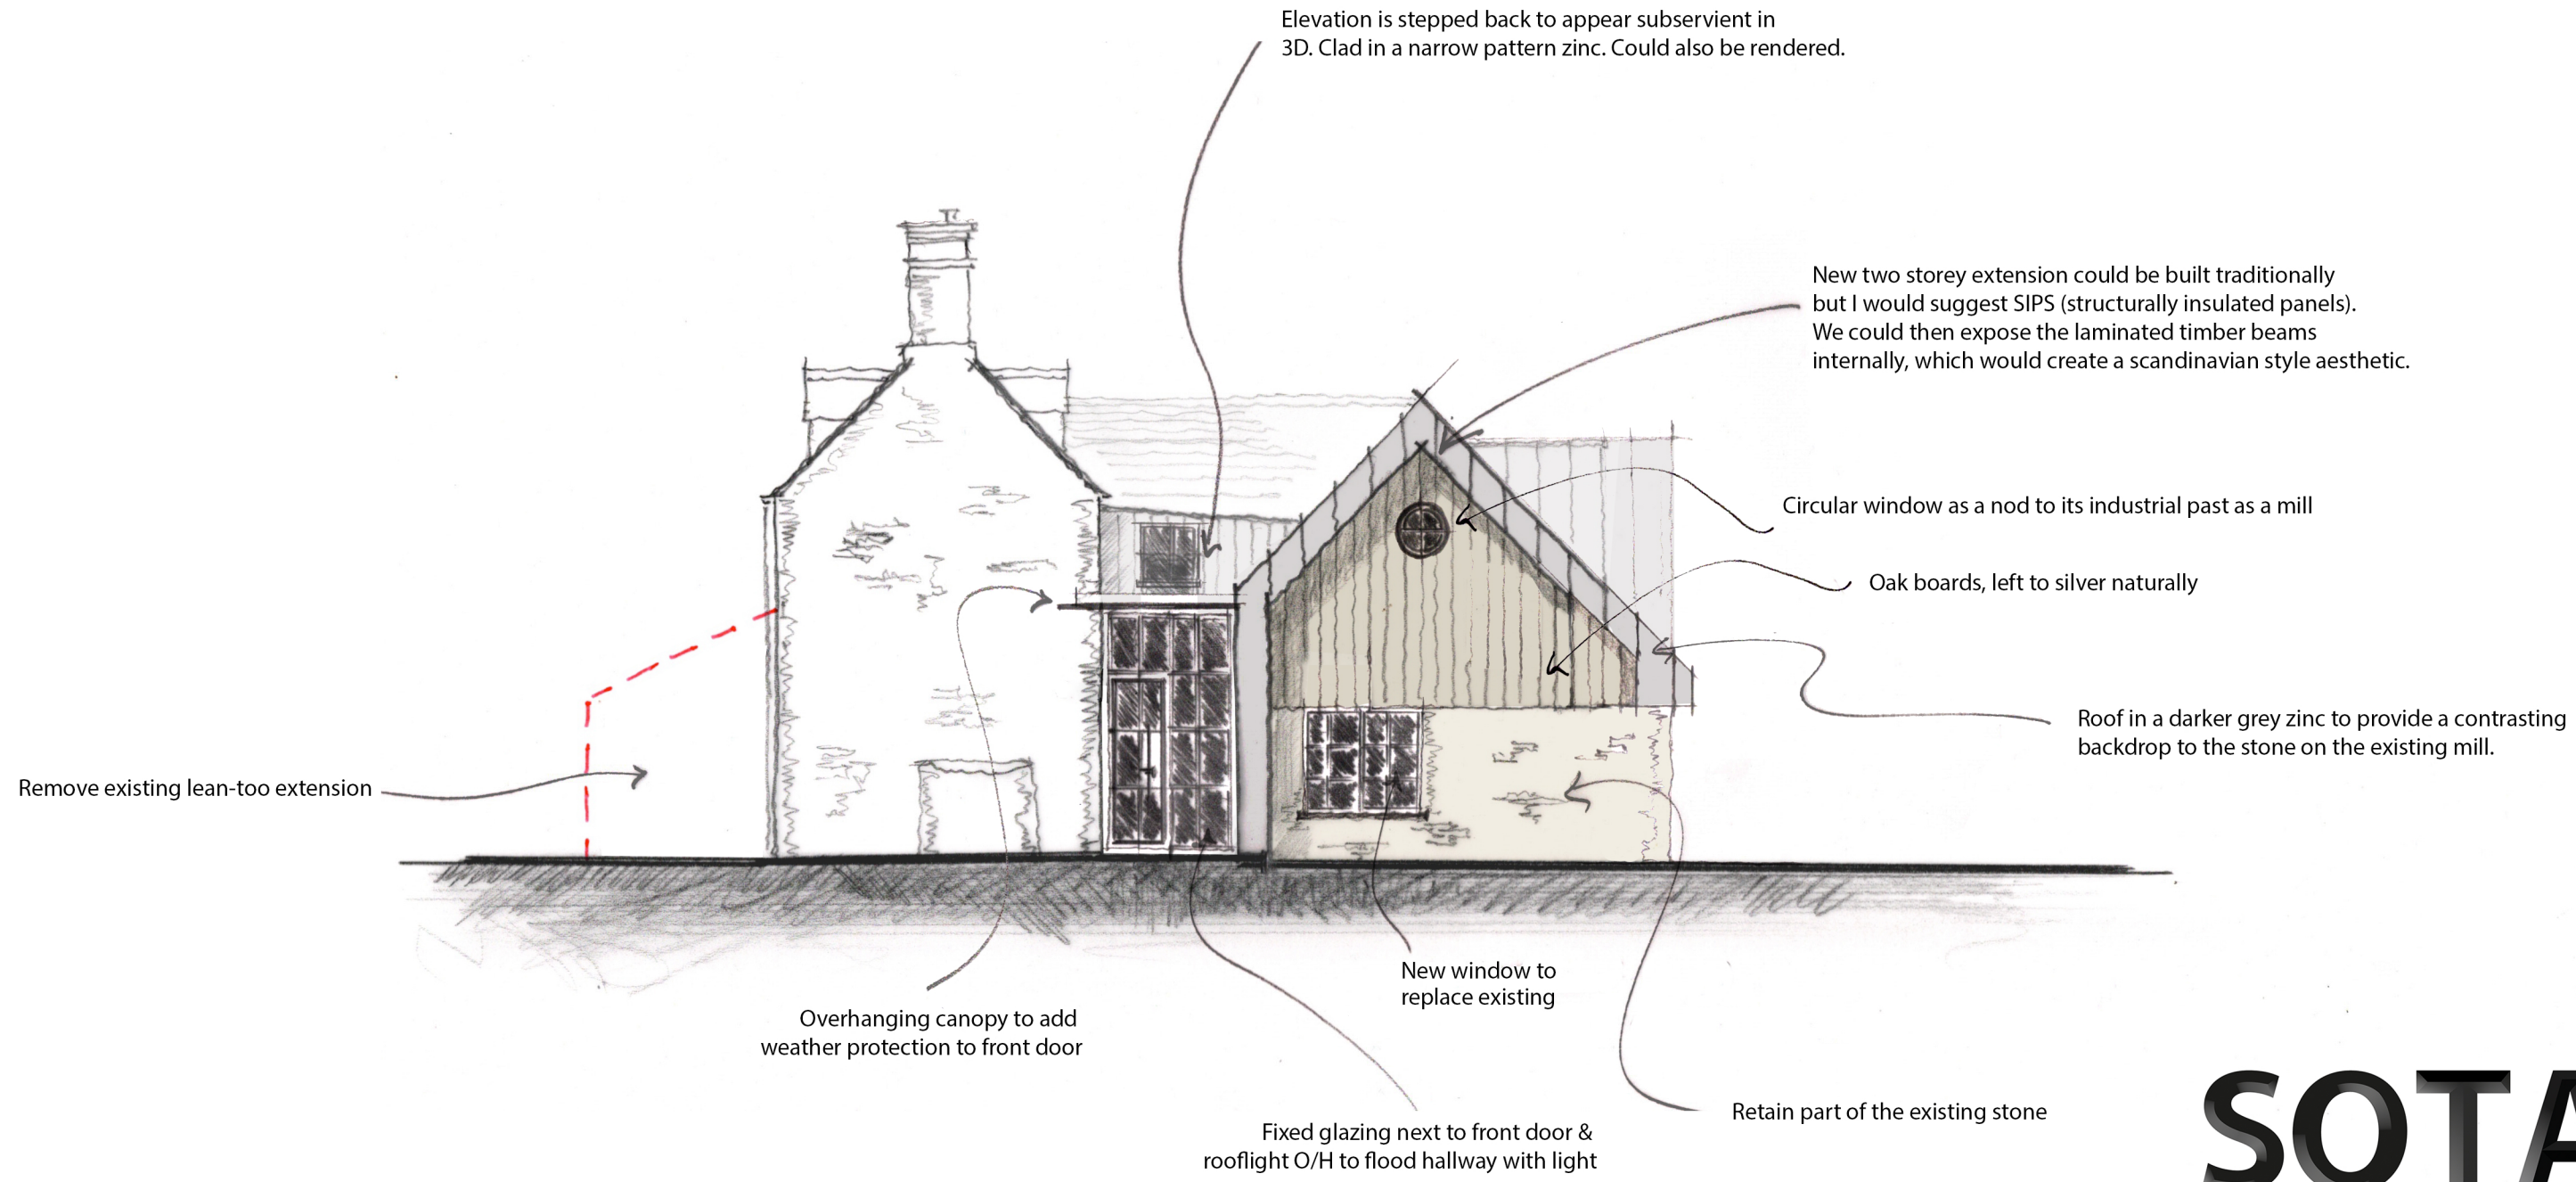 Elevation is stepped back to appear subservient in
3D. Clad in a narrow pattern zinc. Could also be rendered.
New two storey extension could be built traditionally
but I would suggest SIPS (structurally insulated panels).
We could then expose the laminated timber beams
internally, which would create a scandinavian style aesthetic.
Circular window as a nod to its industrial past as a mill
Oak boards, left to silver naturally
Roof in a darker grey zinc to provide a contrasting
backdrop to the stone on the existing mill.
Remove existing lean-too extension
New window to
replace existing
Overhanging canopy to add
weather protection to front door
Retain part of the existing stone
Fixed glazing next to front door &
rooflight O/H to flood hallway with light
SOTA